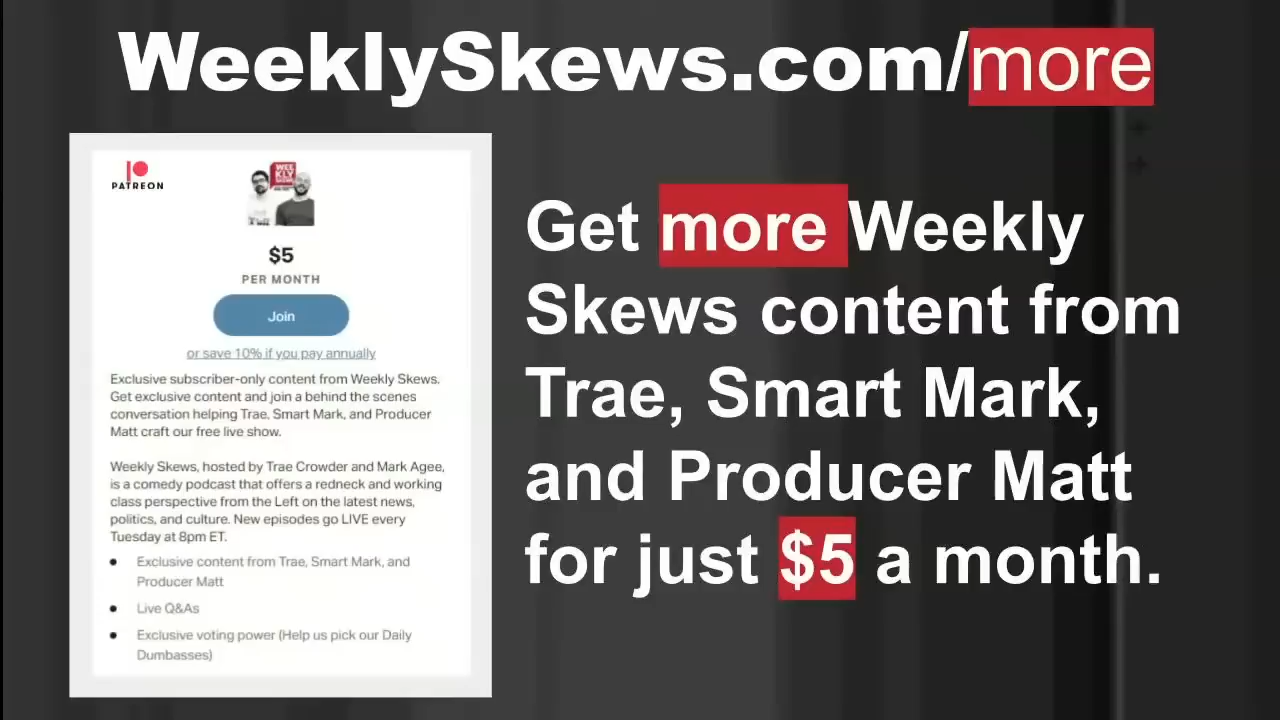 WeeklySkews.com/more
PATREON
WEE
KLY
$5
PER MONTH
Join
or save 10% if you pay annually
Exclusive subscriber-only content from Weekly Skews.
Get exclusive content and join a behind the scenes
conversation helping Trae, Smart Mark, and Producer
Matt craft our free live show.
Weekly Skews, hosted by Trae Crowder and Mark Agee,
is a comedy podcast that offers a redneck and working
class perspective from the Left on the latest news,
politics, and culture. New episodes go LIVE every
Tuesday at 8pm ET.
Exclusive content from Trae, Smart Mark, and
Producer Matt
Live Q&As
Exclusive voting power (Help us pick our Daily
Dumbasses)
Get more Weekly
Skews content from
Trae, Smart Mark,
and Producer Matt
for just $5 a month.